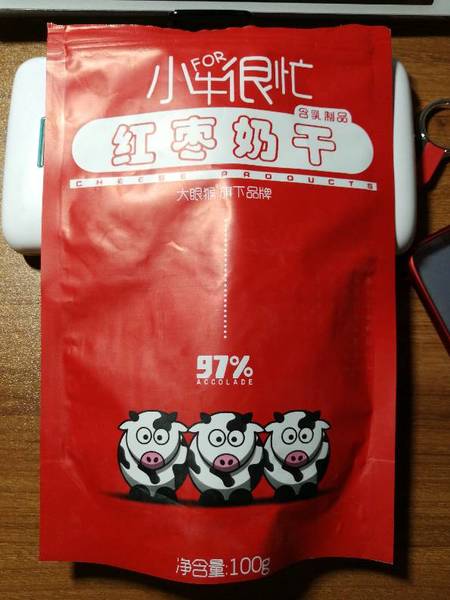 FOR
小牛很忙
含乳制品
红枣奶干
CHEESE PRODUCTS
大眼猴 旗下品牌
97%
ACCOLADE
净含量:100g